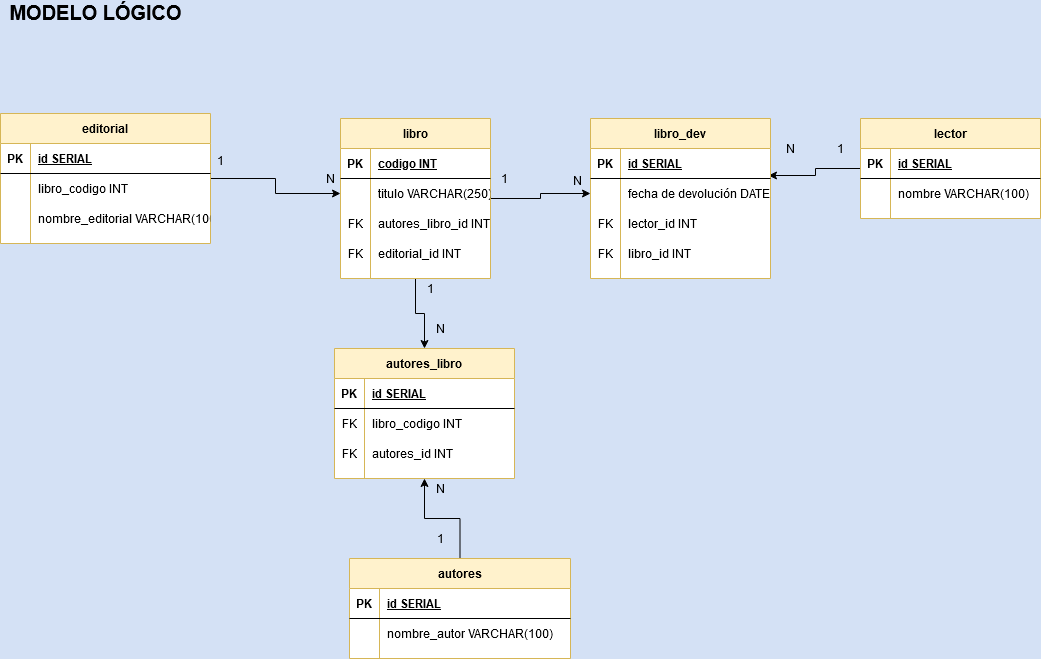 MODELO LÓGICO
editorial
PK id SERIAL
libro_codigo INT
nombre_editorial VARCHAR(10
1
N
libro
PK codigo INT
titulo VARCHAR(250)
FK autores_libro_id INT
FK editorial_id INT
1
N
libro_dev
PK id SERIAL
fecha de devolución DATE
FK lector_id INT
FK libro_id INT
N
1
lector
PK id SERIAL
nombre VARCHAR(100)
1
N
autores_libro
PK id SERIAL
FK libro_codigo INT
FK autores_id INT
N
1
autores
PK id SERIAL
nombre_autor VARCHAR(100)